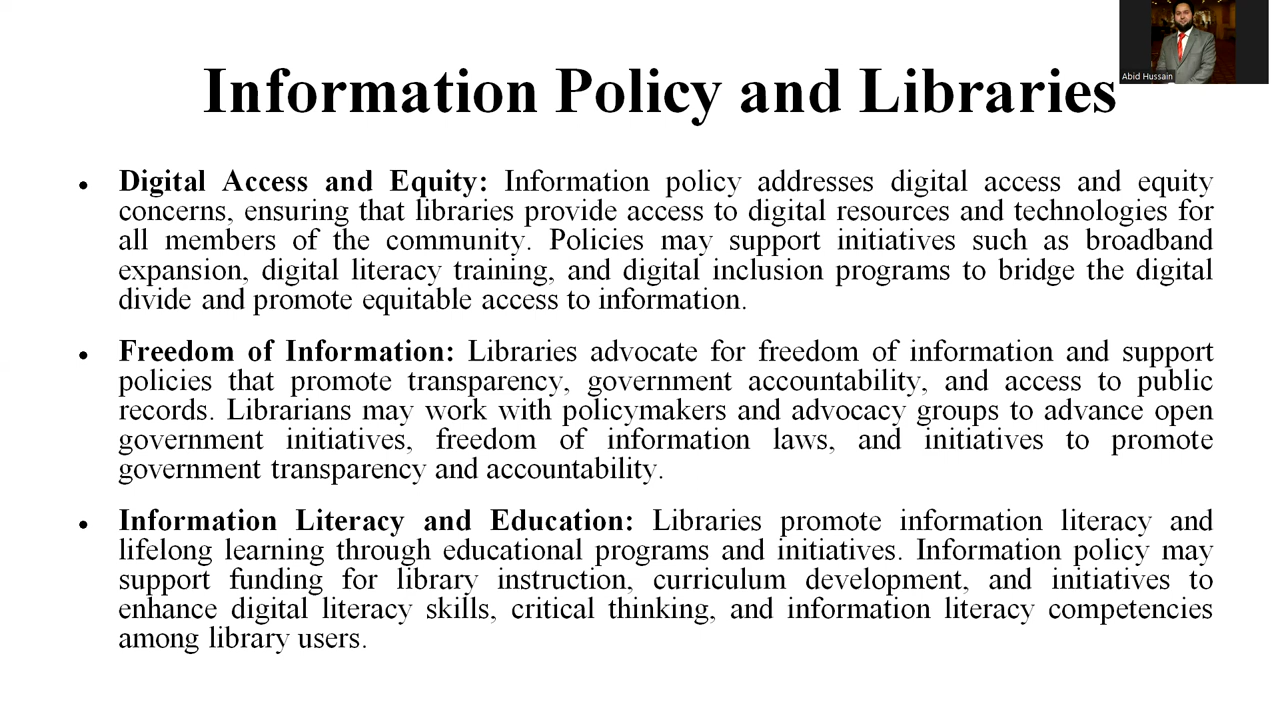 Abid Hussain
Information Policy and Libraries
• Digital Access and Equity: Information policy addresses digital access and equity
concerns, ensuring that libraries provide access to digital resources and technologies for
all members of the community. Policies may support initiatives such as broadband
expansion, digital literacy training, and digital inclusion programs to bridge the digital
divide and promote equitable access to information.
• Freedom of Information: Libraries advocate for freedom of information and support
policies that promote transparency, government accountability, and access to public
records. Librarians may work with policymakers and advocacy groups to advance open
government initiatives, freedom of information laws, and initiatives to promote
government transparency and accountability.
• Information Literacy and Education: Libraries promote information literacy and
lifelong learning through educational programs and initiatives. Information policy may
support funding for library instruction, curriculum development, and initiatives to
enhance digital literacy skills, critical thinking, and information literacy competencies
among library users.